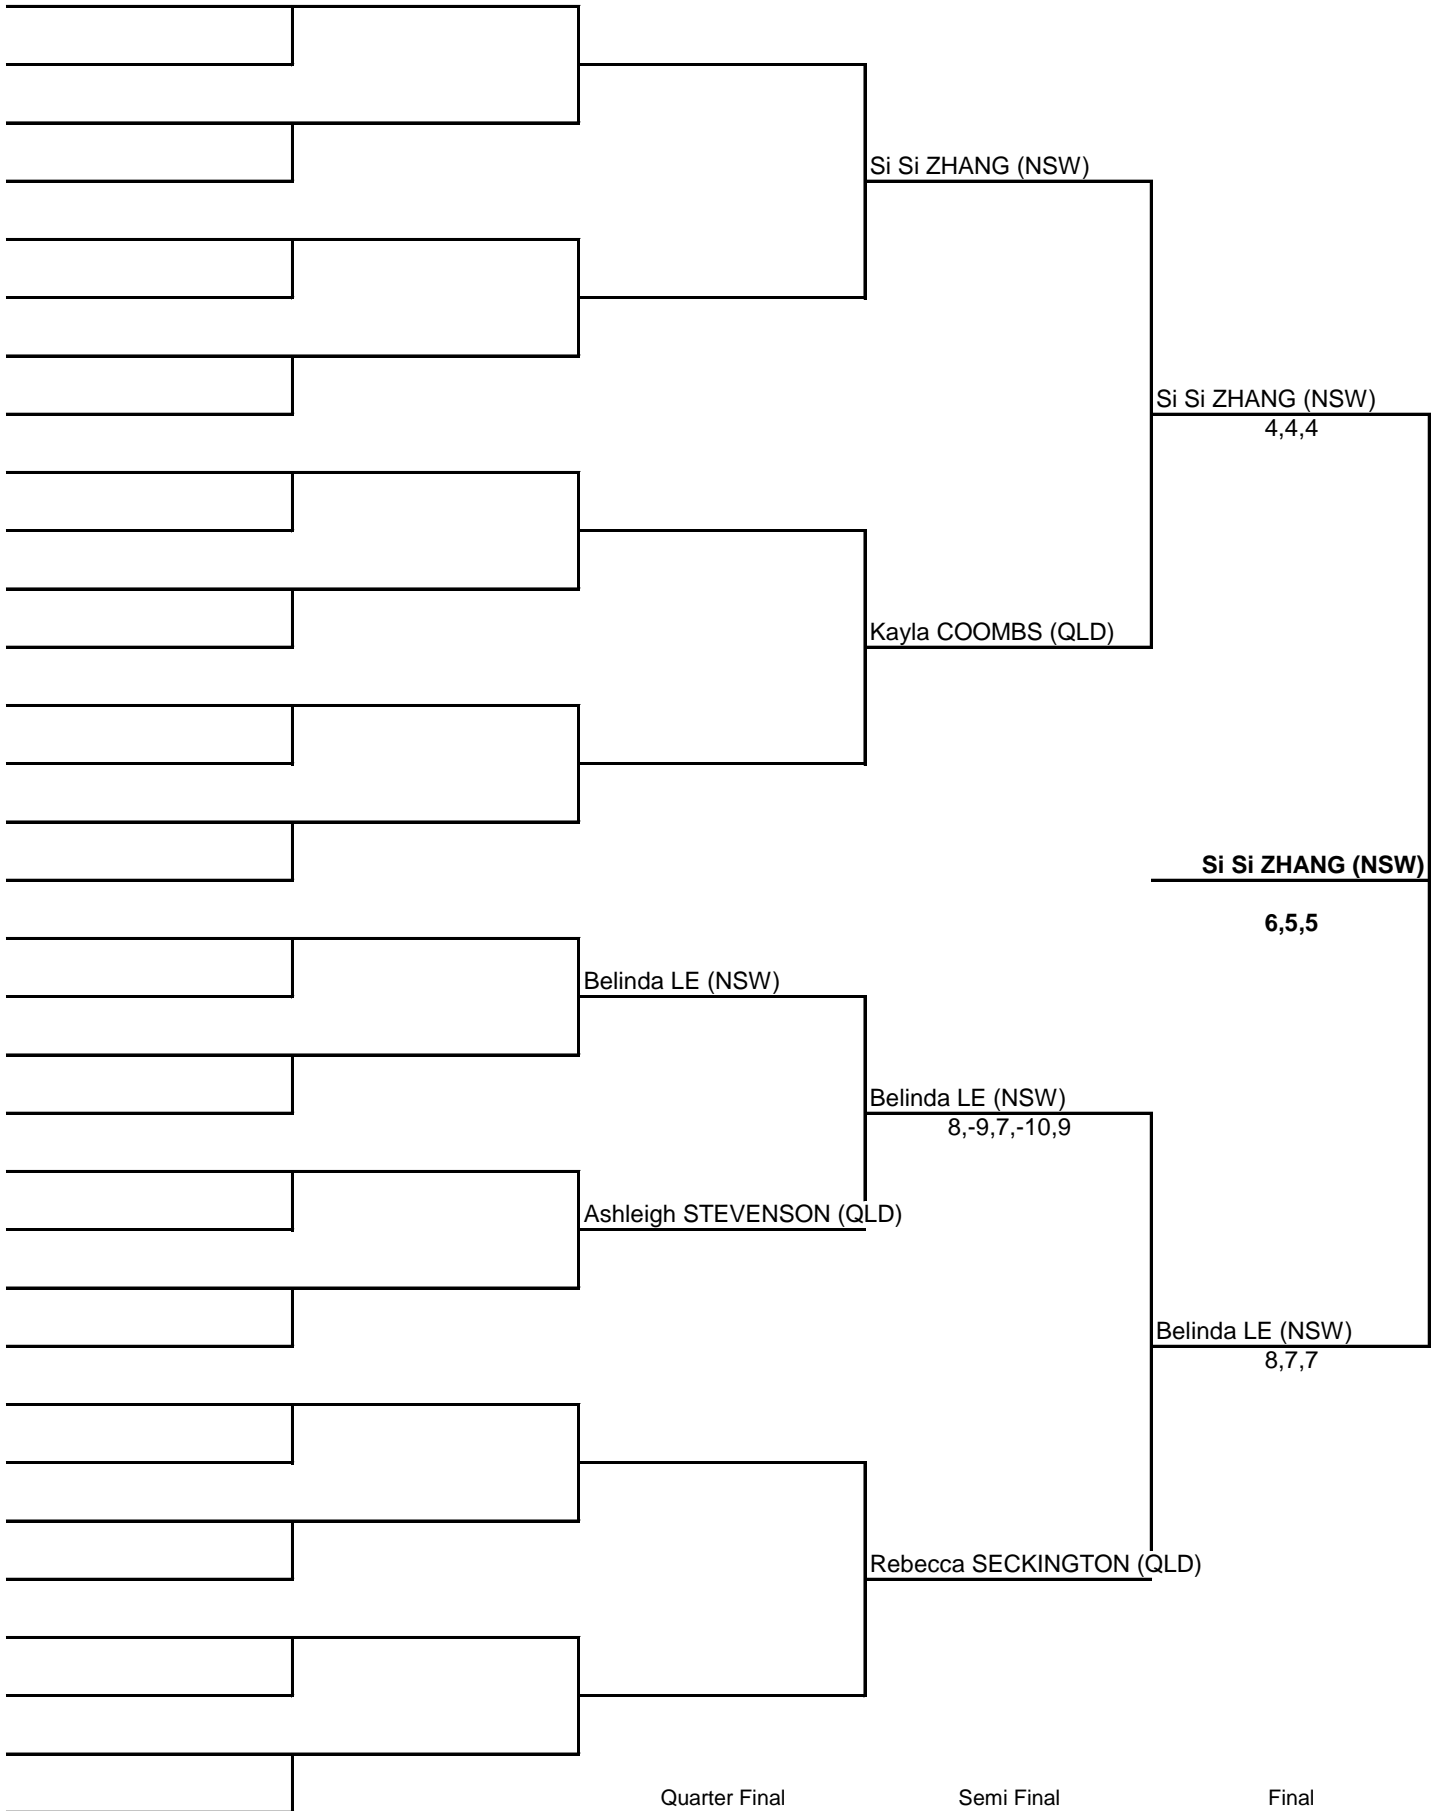 Si Si ZHANG (NSW)
Si Si ZHANG (NSW)
4,4,4
Kayla COOMBS (QLD)
Si Si ZHANG (NSW)
6,5,5
Belinda LE (NSW)
Belinda LE (NSW)
8,-9,7,-10,9
Ashleigh STEVENSON (QLD)
Belinda LE (NSW)
8,7,7
Rebecca SECKINGTON (QLD)
Quarter Final Semi Final Final